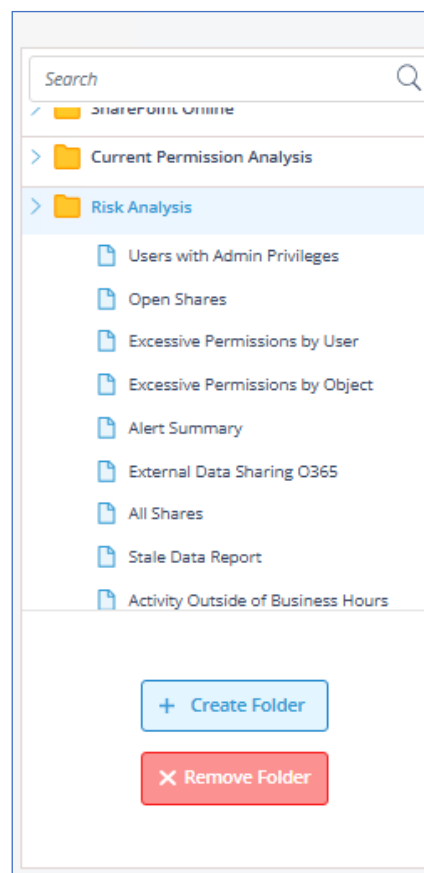 Search
SharePoint Online
Current Permission Analysis
Risk Analysis
Users with Admin Privileges
Open Shares
Excessive Permissions by User
Excessive Permissions by Object
Alert Summary
External Data Sharing O365
All Shares
Stale Data Report
Activity Outside of Business Hours
+ Create Folder
× Remove Folder